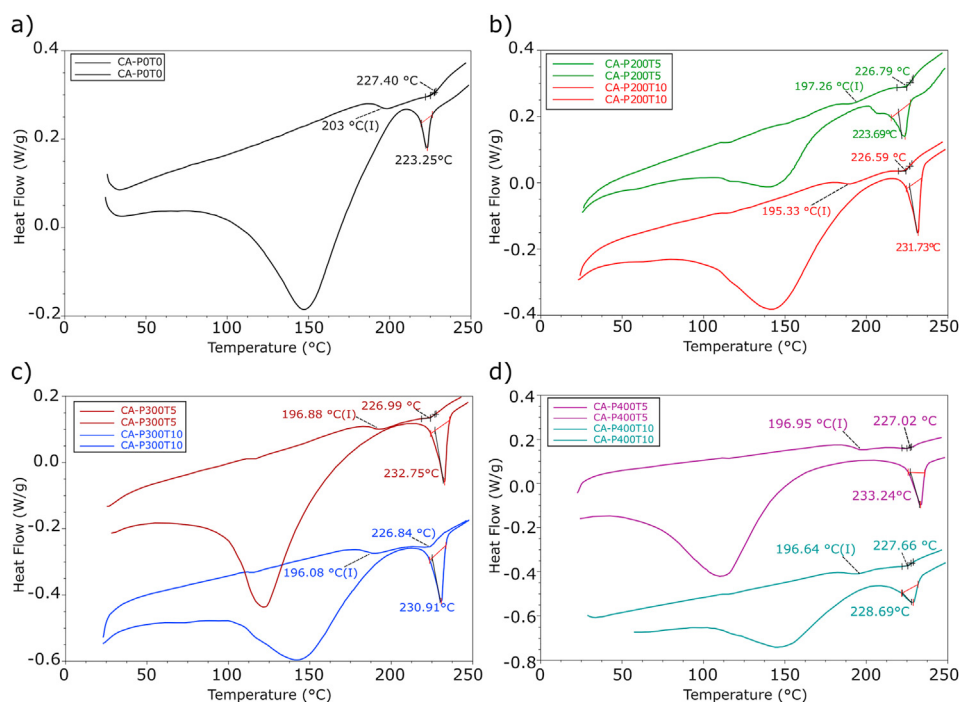 a)
CA-P0T0
CA-P0T0
227.40 °C
203 °C(I)
223.25°C
Heat Flow (W/g)
0.4
0.2
0.0
-0.2
0
50
100
150
200
250
Temperature (°C)
b)
CA-P200T5
CA-P200T5
CA-P200T10
CA-P200T10
226.79 °C
197.26 °C(I)
223.69°C
226.59 °C
195.33 °C(I)
231.73°C
Heat Flow (W/g)
0.4
0.2
0.0
-0.2
-0.4
0
50
100
150
200
250
Temperature (°C)
c)
CA-P300T5
CA-P300T5
CA-P300T10
CA-P300T10
226.99 °C
196.88 °C(I)
232.75°C
226.84 °C)
196.08 °C(I)
230.91°C
Heat Flow (W/g)
0.2
0.0
-0.2
-0.4
-0.6
0
50
100
150
200
250
Temperature (°C)
d)
CA-P400T5
CA-P400T5
CA-P400T10
CA-P400T10
196.95 °C(I)
227.02 °C
233.24°C
196.64 °C(I)
227.66 °C
228.69°C
Heat Flow (W/g)
0.4
0.2
0.0
-0.2
-0.4
-0.6
-0.8
0
50
100
150
200
250
Temperature (°C)